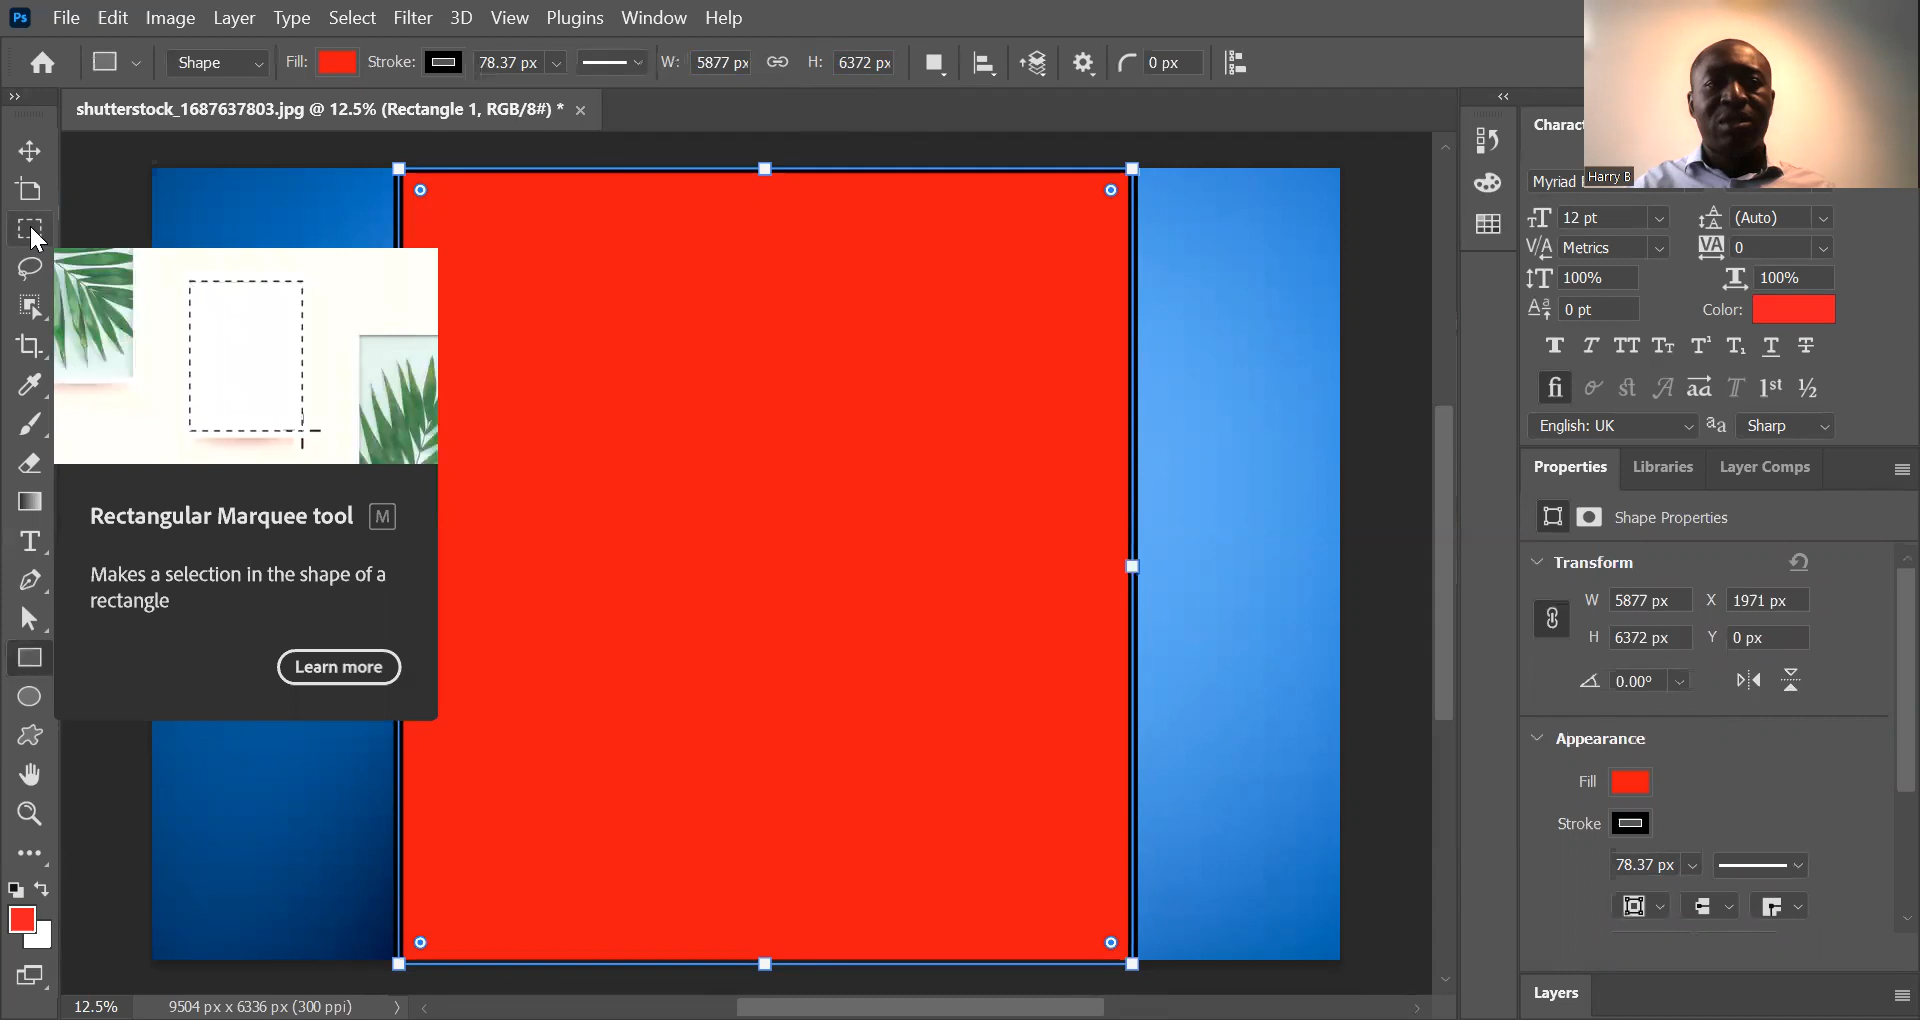 Ps File Edit Image Layer Type Select Filter 3D View Plugins Window Help
Shape Fill: Stroke: 78.37 px W: 5877 px H: 6372 px 0 px
shutterstock_1687637803.jpg @ 12.5% (Rectangle 1, RGB/8#) *
Harry B
Rectangular Marquee tool M
Makes a selection in the shape of a
rectangle
Learn more
12.5% 9504 px x 6336 px (300 ppi)
Charac
Myriad
12 pt (Auto)
Metrics 0
100% 100%
0 pt Color:
English: UK Sharp
Properties Libraries Layer Comps
Shape Properties
Transform
W 5877 px X 1971 px
H 6372 px Y 0 px
0.00°
Appearance
Fill
Stroke
78.37 px
Layers